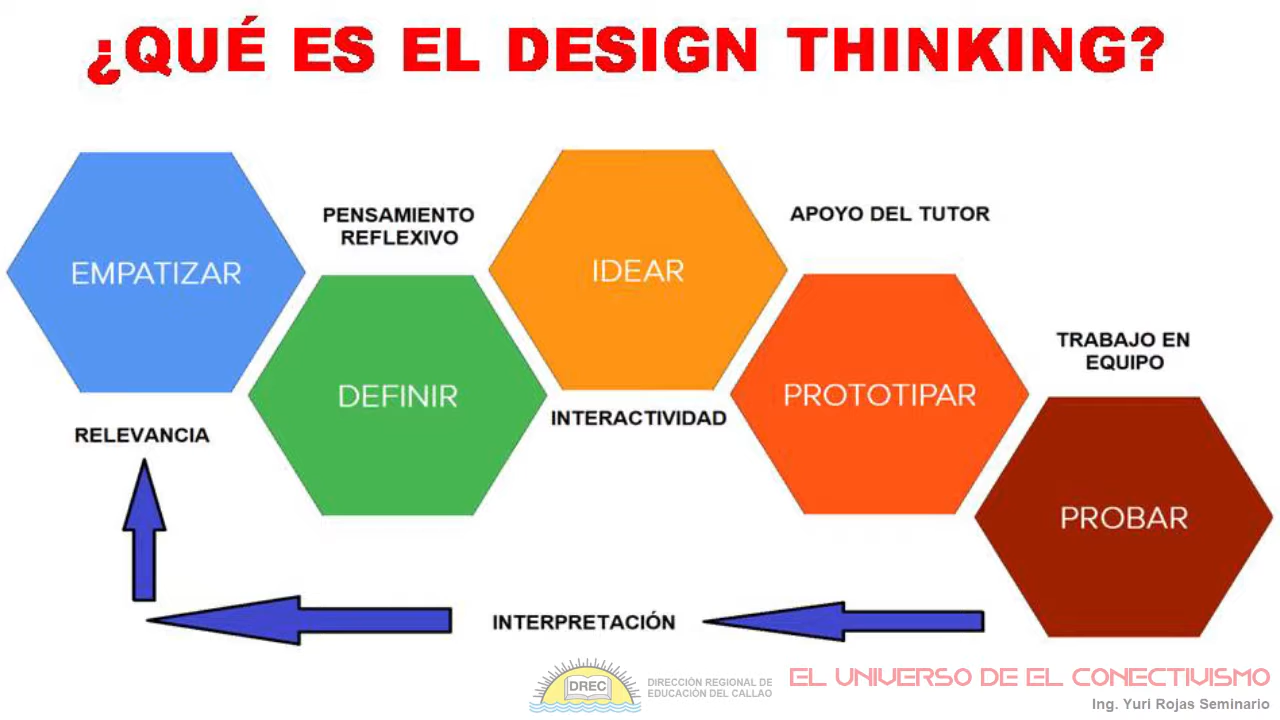 ¿QUÉ ES EL DESIGN THINKING?
EMPATIZAR
RELEVANCIA
PENSAMIENTO
REFLEXIVO
DEFINIR
IDEAR
INTERACTIVIDAD
APOYO DEL TUTOR
PROTOTIPAR
TRABAJO EN
EQUIPO
PROBAR
INTERPRETACIÓN
DREC
DIRECCIÓN REGIONAL DE
EDUCACIÓN DEL CALLAO
EL UNIVERSO DE EL CONECTIVISMO
Ing. Yuri Rojas Seminario